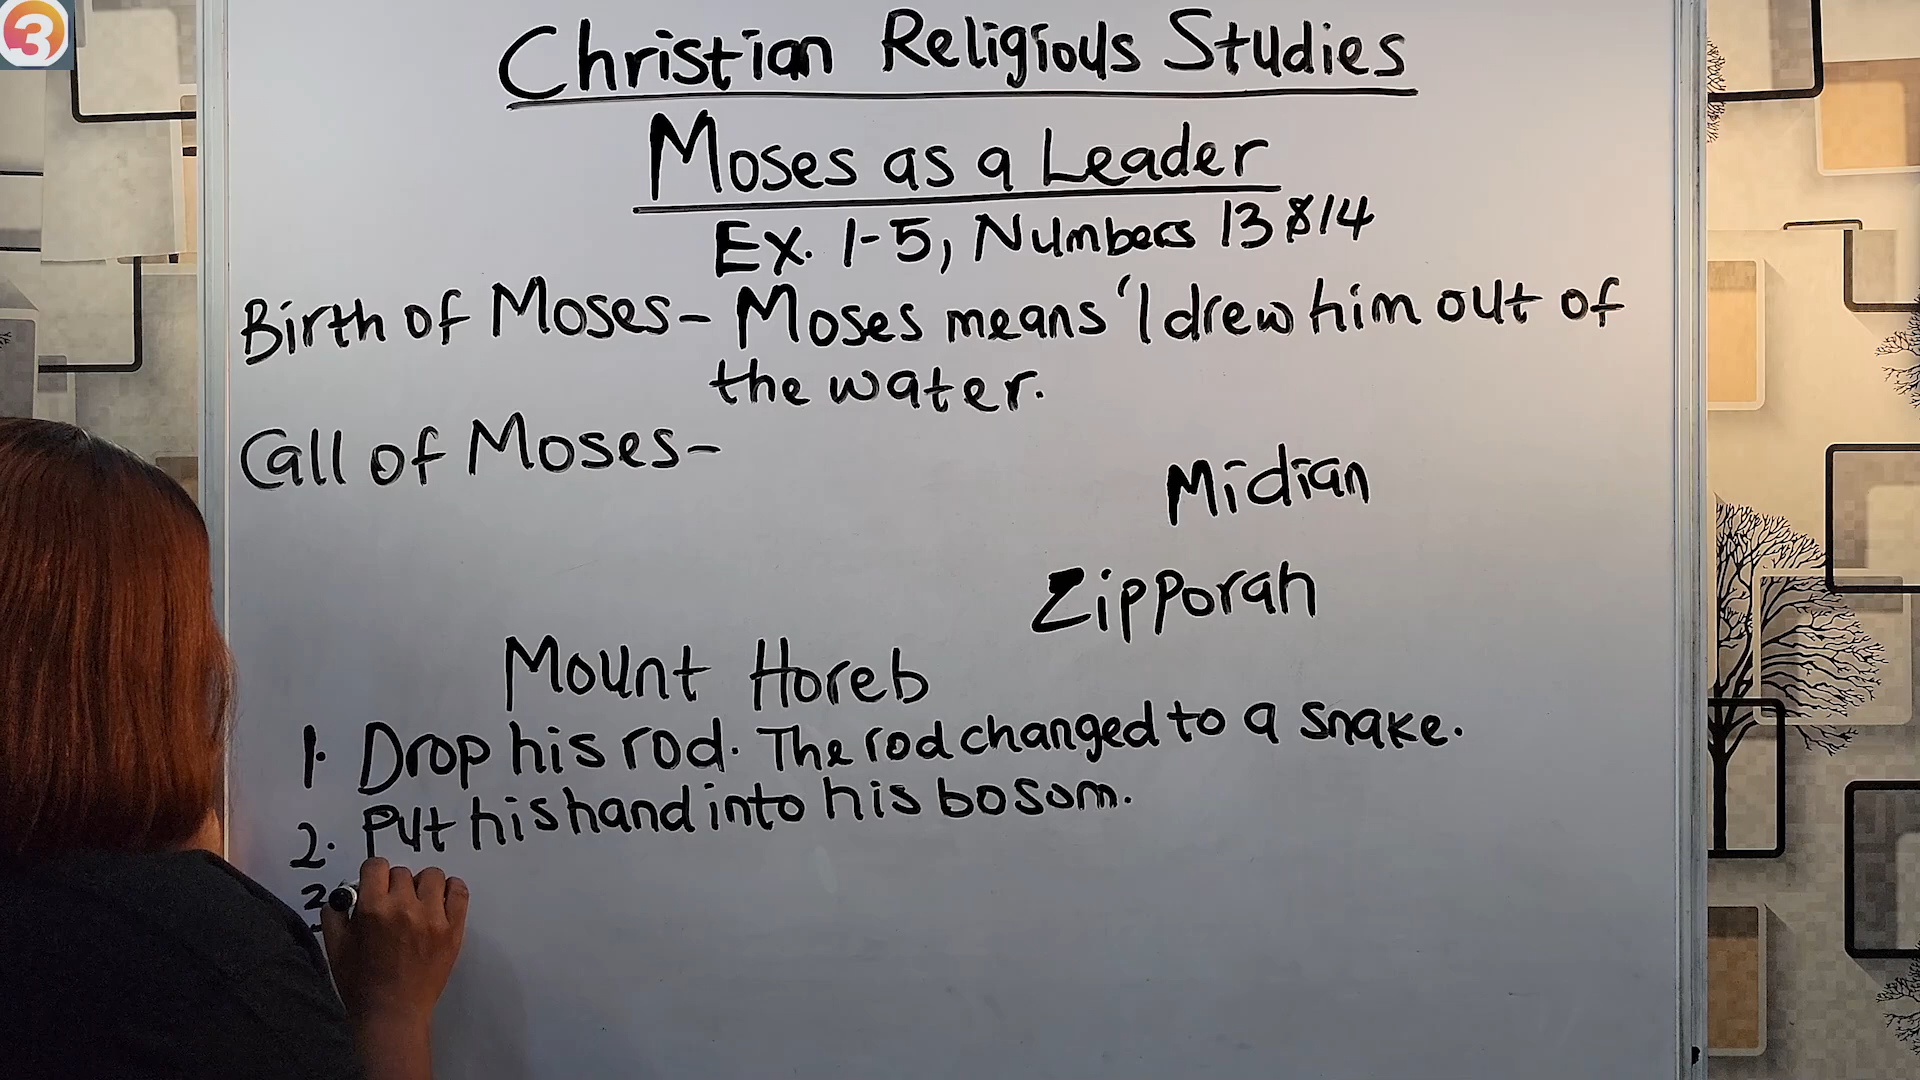 3
Christian Religious Studies
Moses as a Leader
Ex. 1-5, Numbers 13 & 14
Birth of Moses - Moses means 'I drew him out of
the water.
Call of Moses -
Midian
Zipporah
Mount Horeb
1. Drop his rod. The rod changed to a snake.
2. Put his hand into his bosom.